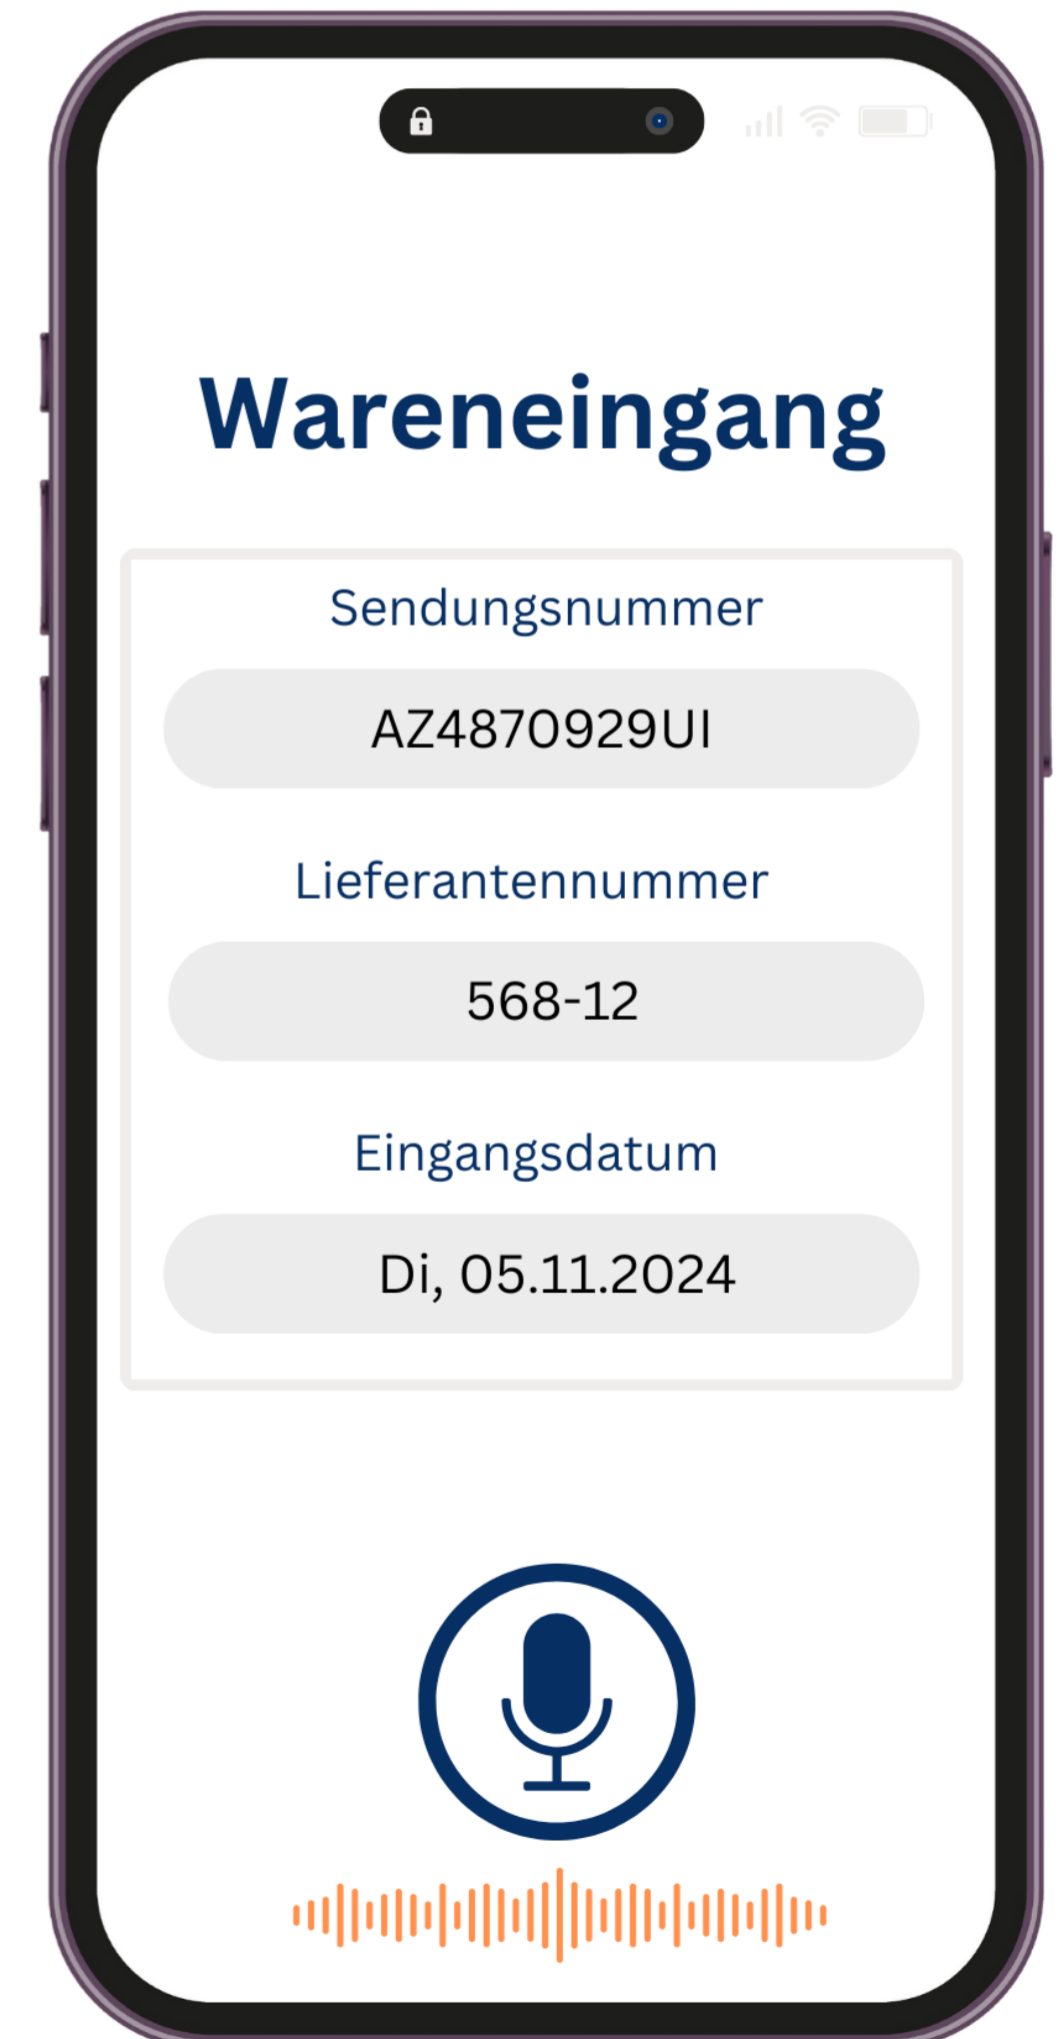 Wareneingang
Sendungsnummer
AZ4870929UI
Lieferantennummer
568-12
Eingangsdatum
Di, 05.11.2024